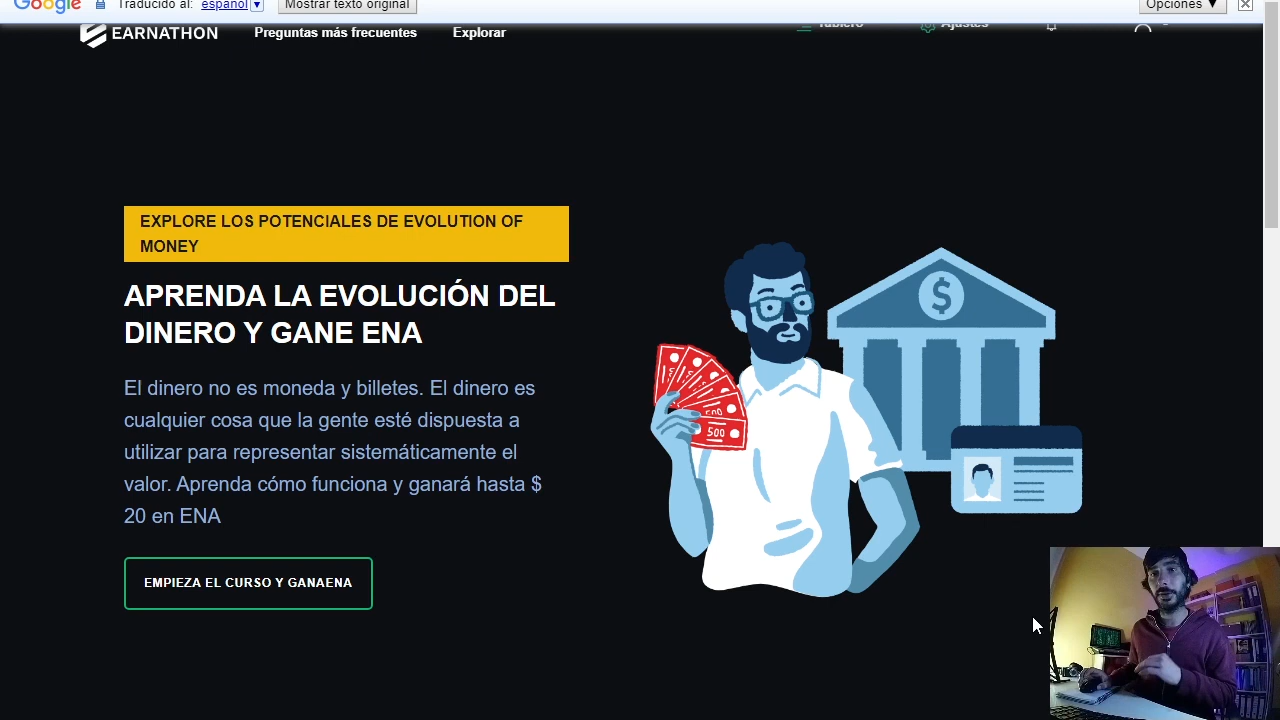 Google Traducido al: español Mostrar texto original Opciones
EARNATHON Preguntas más frecuentes Explorar Tablero Ajustes
EXPLORE LOS POTENCIALES DE EVOLUTION OF
MONEY
APRENDA LA EVOLUCIÓN DEL
DINERO Y GANE ENA
El dinero no es moneda y billetes. El dinero es
cualquier cosa que la gente esté dispuesta a
utilizar para representar sistemáticamente el
valor. Aprenda cómo funciona y ganará hasta $
20 en ENA
EMPIEZA EL CURSO Y GANAENA
$
500
500